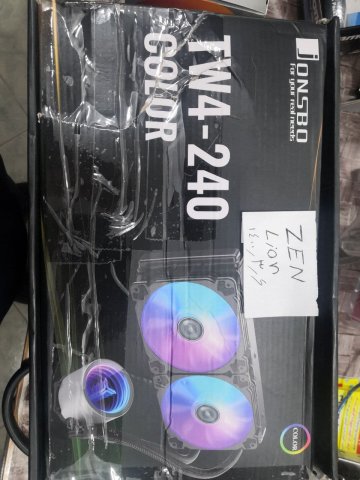 JONSBO
for your real needs
TW4-240
COLOR
ZEN
Lion
COLOR